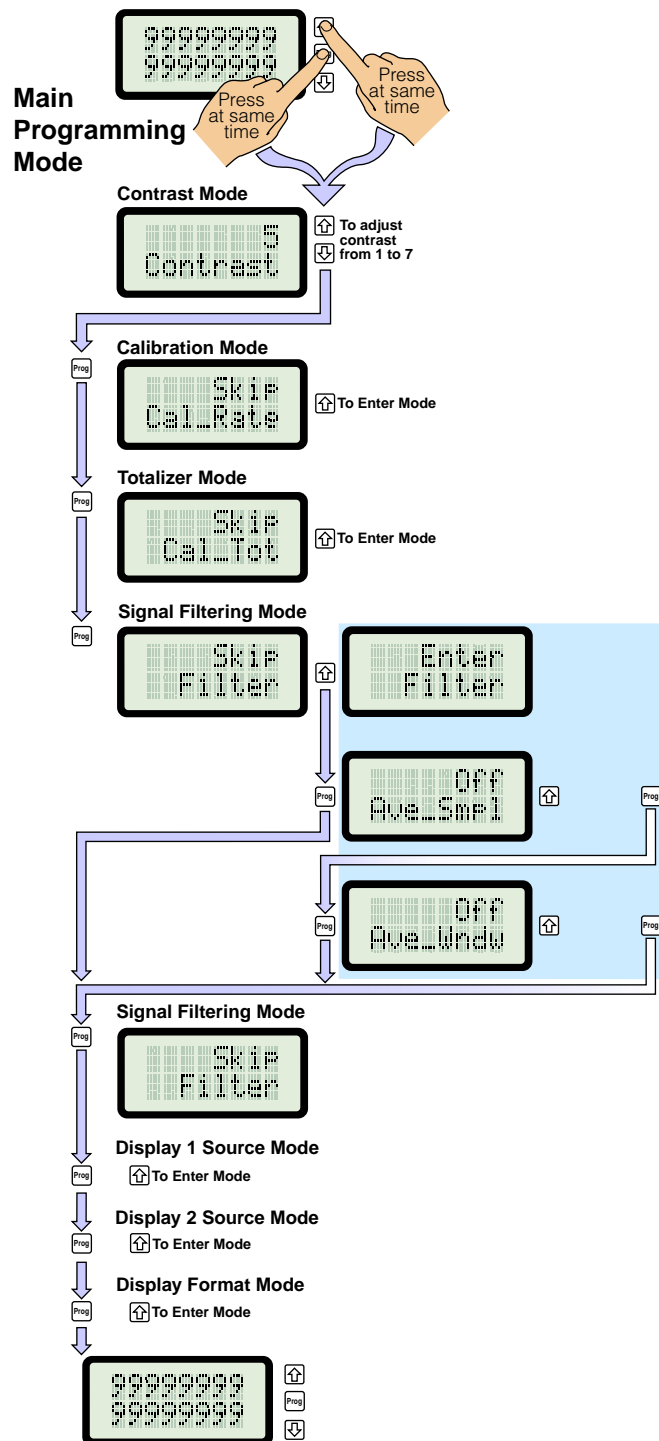 99999999
99999999
Press
at same
time
Press
at same
time
Prog
Main
Programming
Mode
Contrast Mode
5
Contrast
To adjust
contrast
from 1 to 7
Prog
Calibration Mode
Skip
Cal_Rate
To Enter Mode
Prog
Totalizer Mode
Skip
Cal_Tot
To Enter Mode
Prog
Signal Filtering Mode
Skip
Filter
Enter
Filter
Prog
Off
Ave_Smpl
Prog
Prog
Off
Ave_Wndw
Prog
Signal Filtering Mode
Prog
Skip
Filter
Display 1 Source Mode
Prog
To Enter Mode
Display 2 Source Mode
Prog
To Enter Mode
Display Format Mode
Prog
To Enter Mode
99999999
99999999
Prog